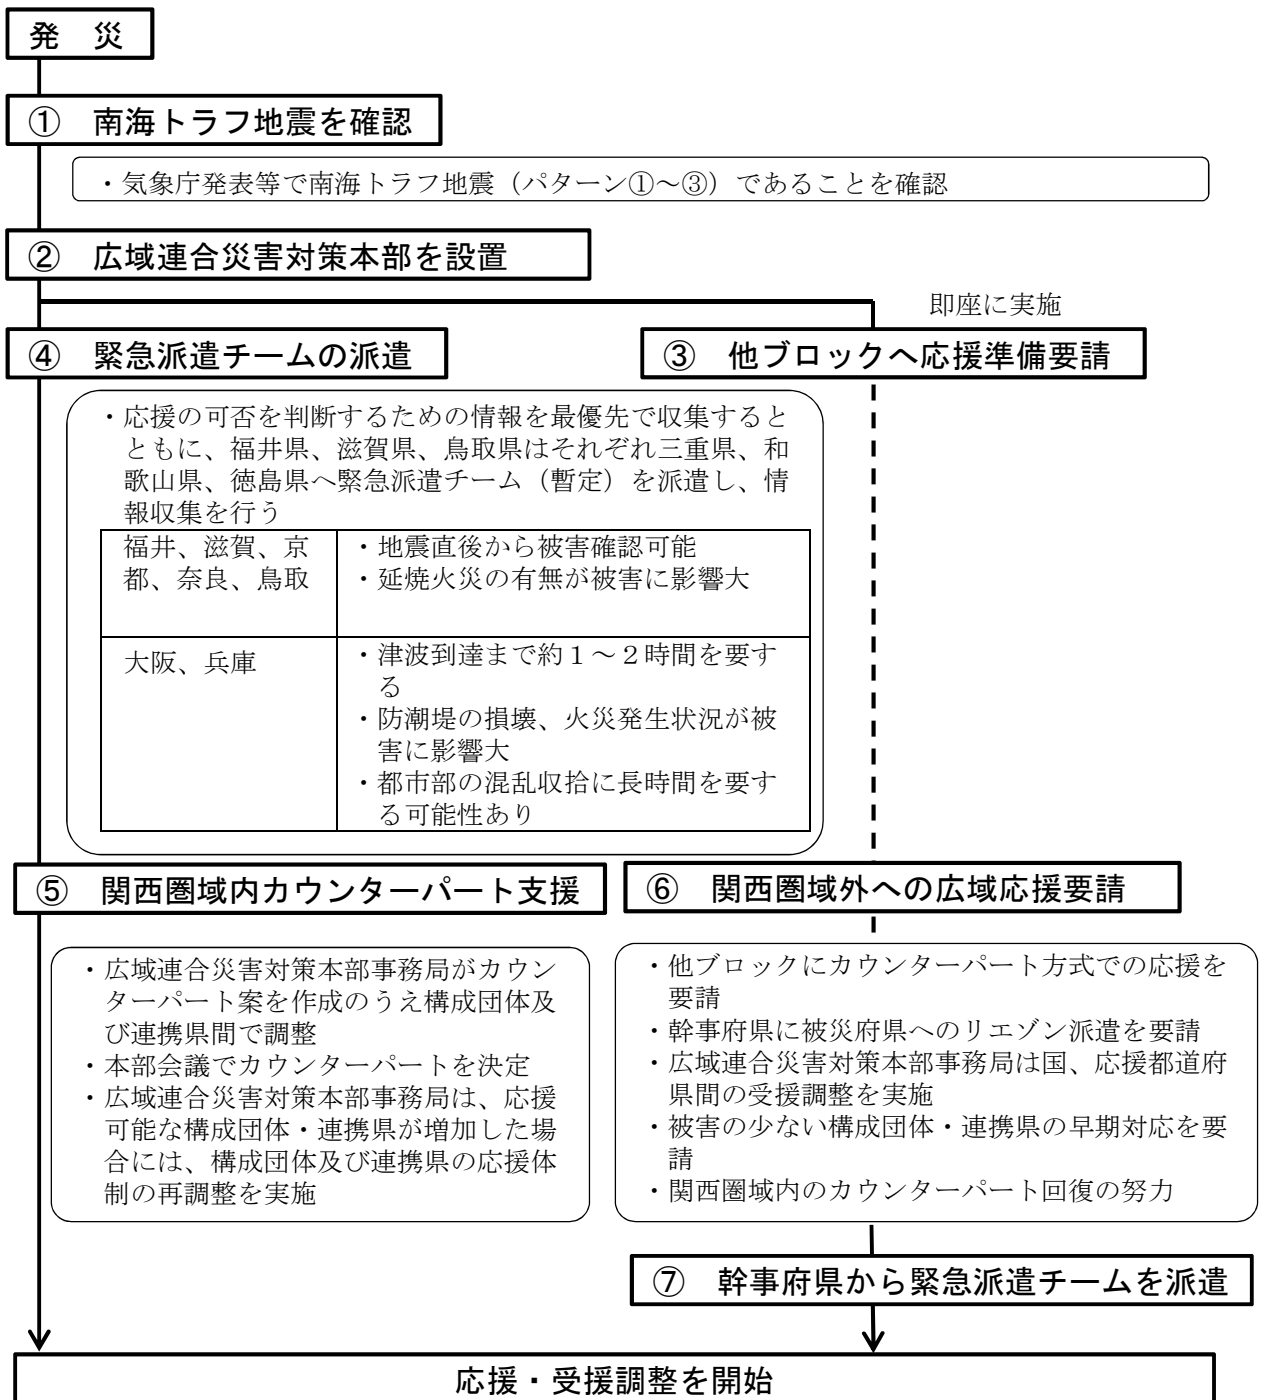 発　災
①　南海トラフ地震を確認
・気象庁発表等で南海トラフ地震（パターン①～③）であることを確認
②　広域連合災害対策本部を設置
即座に実施
④　緊急派遣チームの派遣
③　他ブロックへ応援準備要請
・応援の可否を判断するための情報を最優先で収集すると
ともに、福井県、滋賀県、鳥取県はそれぞれ三重県、和
歌山県、徳島県へ緊急派遣チーム（暫定）を派遣し、情
報収集を行う
福井、滋賀、京
都、奈良、鳥取
・地震直後から被害確認可能
・延焼火災の有無が被害に影響大
大阪、兵庫
・津波到達まで約１～２時間を要す
る
・防潮堤の損壊、火災発生状況が被
害に影響大
・都市部の混乱収拾に長時間を要す
る可能性あり
⑤　関西圏域内カウンターパート支援
⑥　関西圏域外への広域応援要請
・広域連合災害対策本部事務局がカウン
ターパート案を作成のうえ構成団体及
び連携県間で調整
・本部会議でカウンターパートを決定
・広域連合災害対策本部事務局は、応援
可能な構成団体・連携県が増加した場
合には、構成団体及び連携県の応援体
制の再調整を実施
・他ブロックにカウンターパート方式での応援を
要請
・幹事府県に被災府県へのリエゾン派遣を要請
・広域連合災害対策本部事務局は国、応援都道府
県間の受援調整を実施
・被害の少ない構成団体・連携県の早期対応を要
請
・関西圏域内のカウンターパート回復の努力
⑦　幹事府県から緊急派遣チームを派遣
応援・受援調整を開始